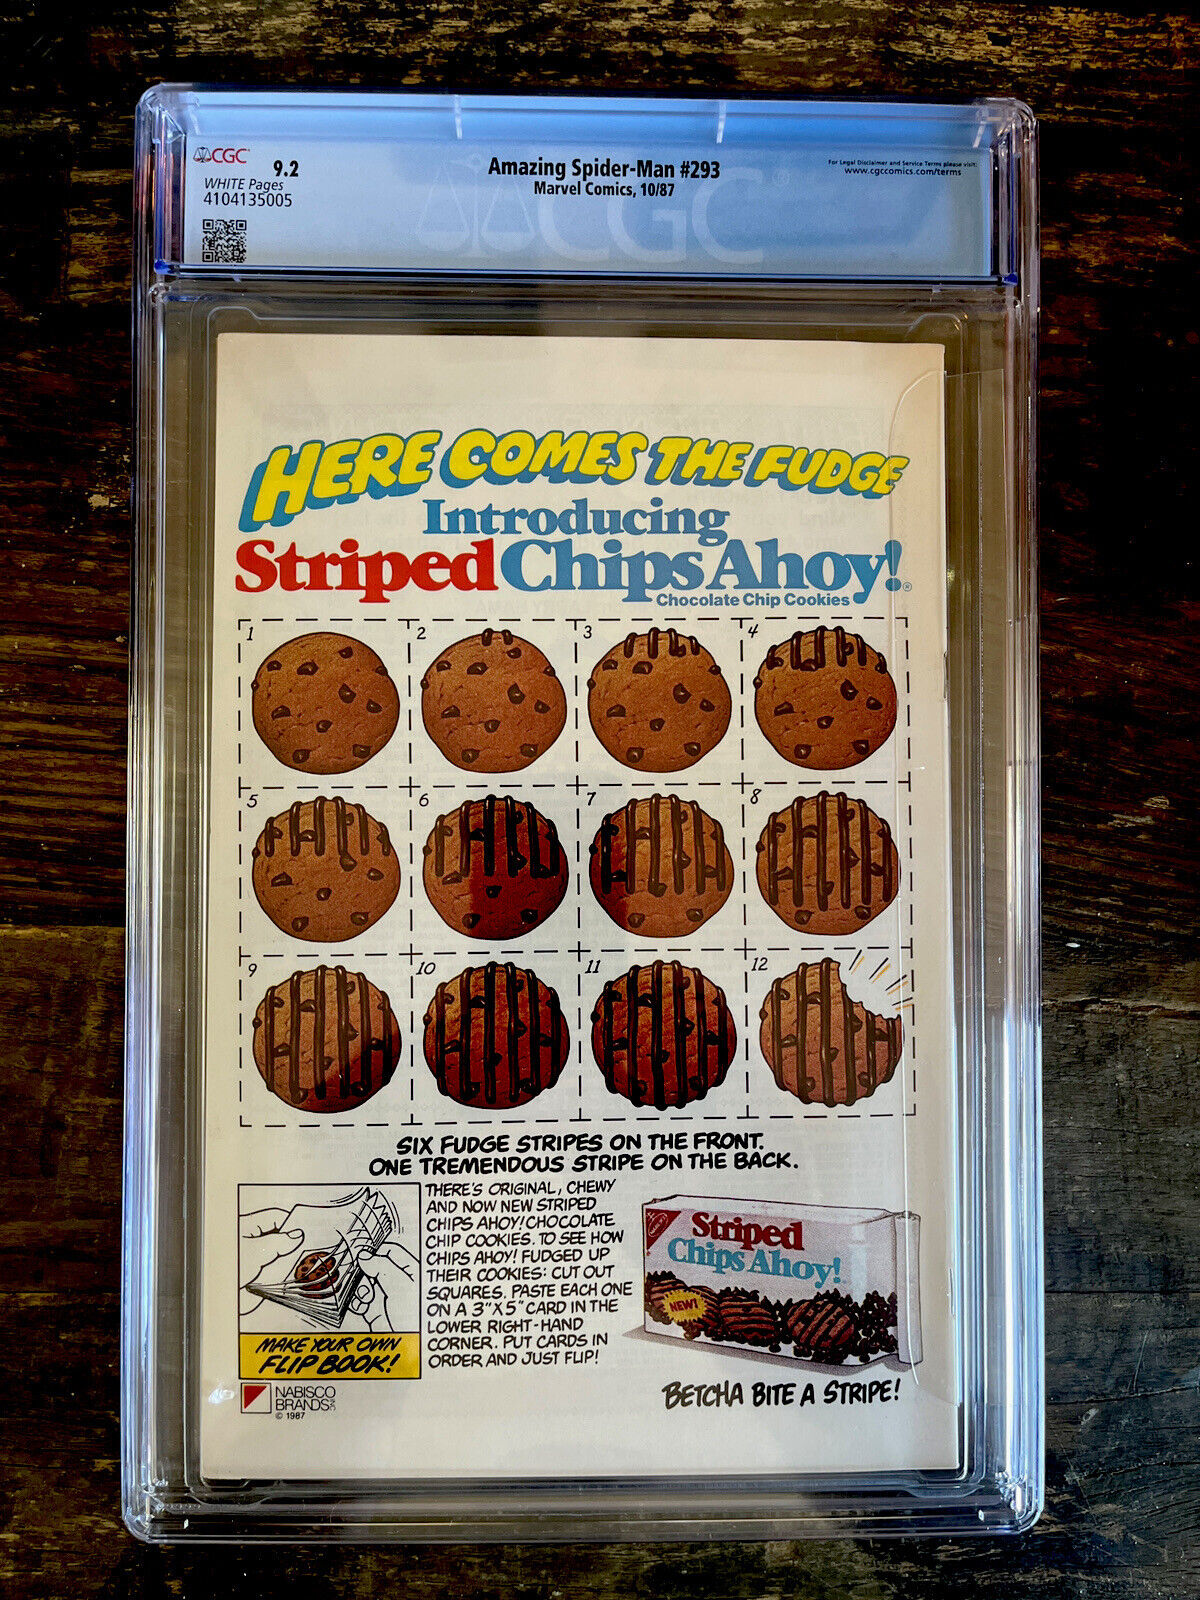 CGC
9.2
WHITE Pages
4104135005
Amazing Spider-Man #293
Marvel Comics, 10/87
For Legal Disclaimer and Service Terms please visit:
www.cgccomics.com/terms
CGC
HERE COMES THE FUDGE
Introducing
Striped Chips Ahoy!®
Chocolate Chip Cookies
1 2 3 4
5 6 7 8
9 10 11 12
SIX FUDGE STRIPES ON THE FRONT.
ONE TREMENDOUS STRIPE ON THE BACK.
THERE'S ORIGINAL, CHEWY
AND NOW NEW STRIPED
CHIPS AHOY! CHOCOLATE
CHIP COOKIES. TO SEE HOW
CHIPS AHOY! FUDGED UP
THEIR COOKIES: CUT OUT
SQUARES. PASTE EACH ONE
ON A 3"X5" CARD IN THE
LOWER RIGHT-HAND
CORNER. PUT CARDS IN
ORDER AND JUST FLIP!
MAKE YOUR OWN
FLIP BOOK!
NABISCO
BRANDS INC
© 1987
Striped
Chips Ahoy!
NEW!
BETCHA BITE A STRIPE!